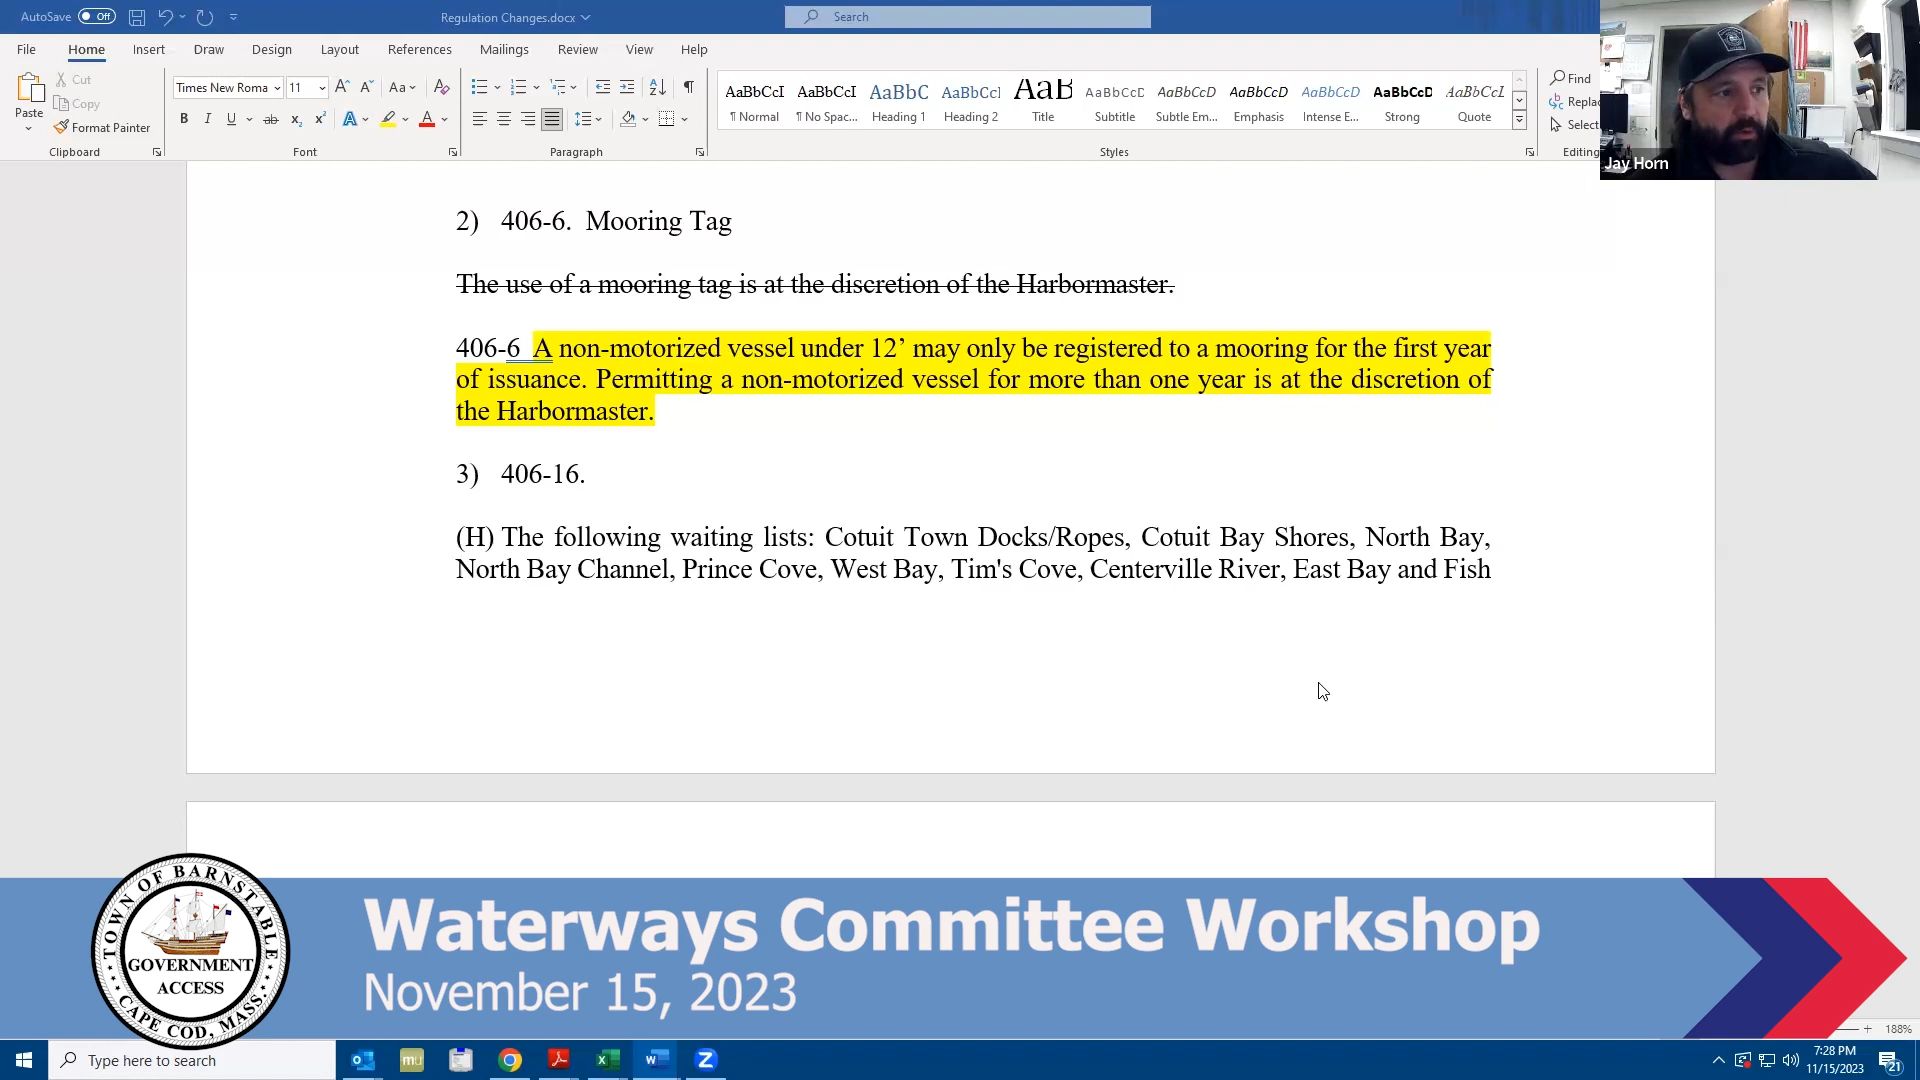 AutoSave Off
Regulation Changes.docx
Search
File Home Insert Draw Design Layout References Mailings Review View Help
Paste
Cut
Copy
Format Painter
Clipboard
Times New Roma 11
Font
Paragraph
AaBbCcI AaBbCcI AaBbC AaBbCcl AaB AaBbCcD AaBbCcD AaBbCcD AaBbCcD AaBbCcD AaBbCcL
¶ Normal ¶ No Spac... Heading 1 Heading 2 Title Subtitle Subtle Em... Emphasis Intense E... Strong Quote
Styles
Find
Replac
Select
Editing
Jay Horn
2) 406-6. Mooring Tag
The use of a mooring tag is at the discretion of the Harbormaster.
406-6 A non-motorized vessel under 12’ may only be registered to a mooring for the first year
of issuance. Permitting a non-motorized vessel for more than one year is at the discretion of
the Harbormaster.
3) 406-16.
(H) The following waiting lists: Cotuit Town Docks/Ropes, Cotuit Bay Shores, North Bay,
North Bay Channel, Prince Cove, West Bay, Tim's Cove, Centerville River, East Bay and Fish
TOWN OF BARNSTABLE
GOVERNMENT
ACCESS
CAPE COD, MASS.
Waterways Committee Workshop
November 15, 2023
188%
Type here to search
mu
7:28 PM
11/15/2023
21